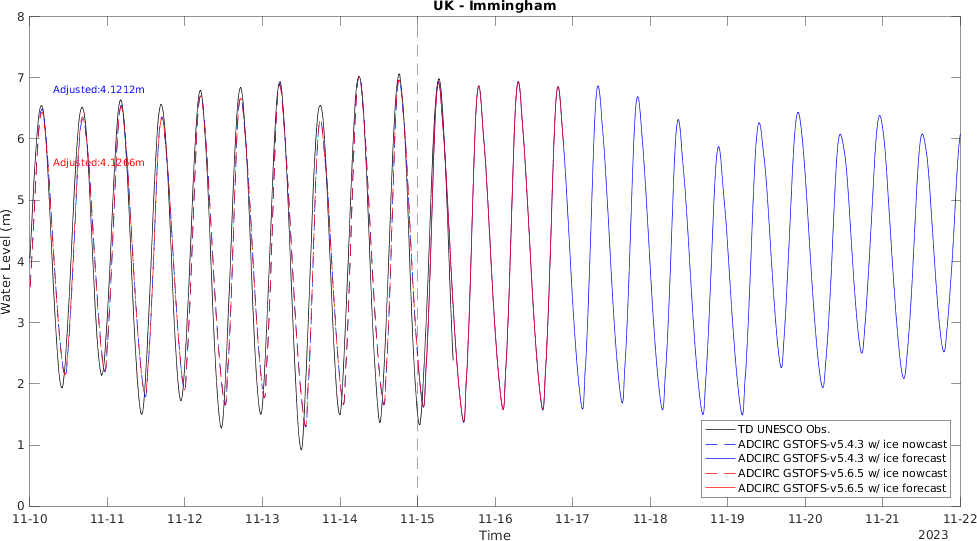 UK - Immingham
8
7
6
5
4
3
2
1
0
Water Level (m)
Adjusted:4.1212m
Adjusted:4.1266m
TD UNESCO Obs.
ADCIRC GSTOFS-v5.4.3 w/ ice nowcast
ADCIRC GSTOFS-v5.4.3 w/ ice forecast
ADCIRC GSTOFS-v5.6.5 w/ ice nowcast
ADCIRC GSTOFS-v5.6.5 w/ ice forecast
11-10 11-11 11-12 11-13 11-14 11-15 11-16 11-17 11-18 11-19 11-20 11-21 11-22
Time
2023